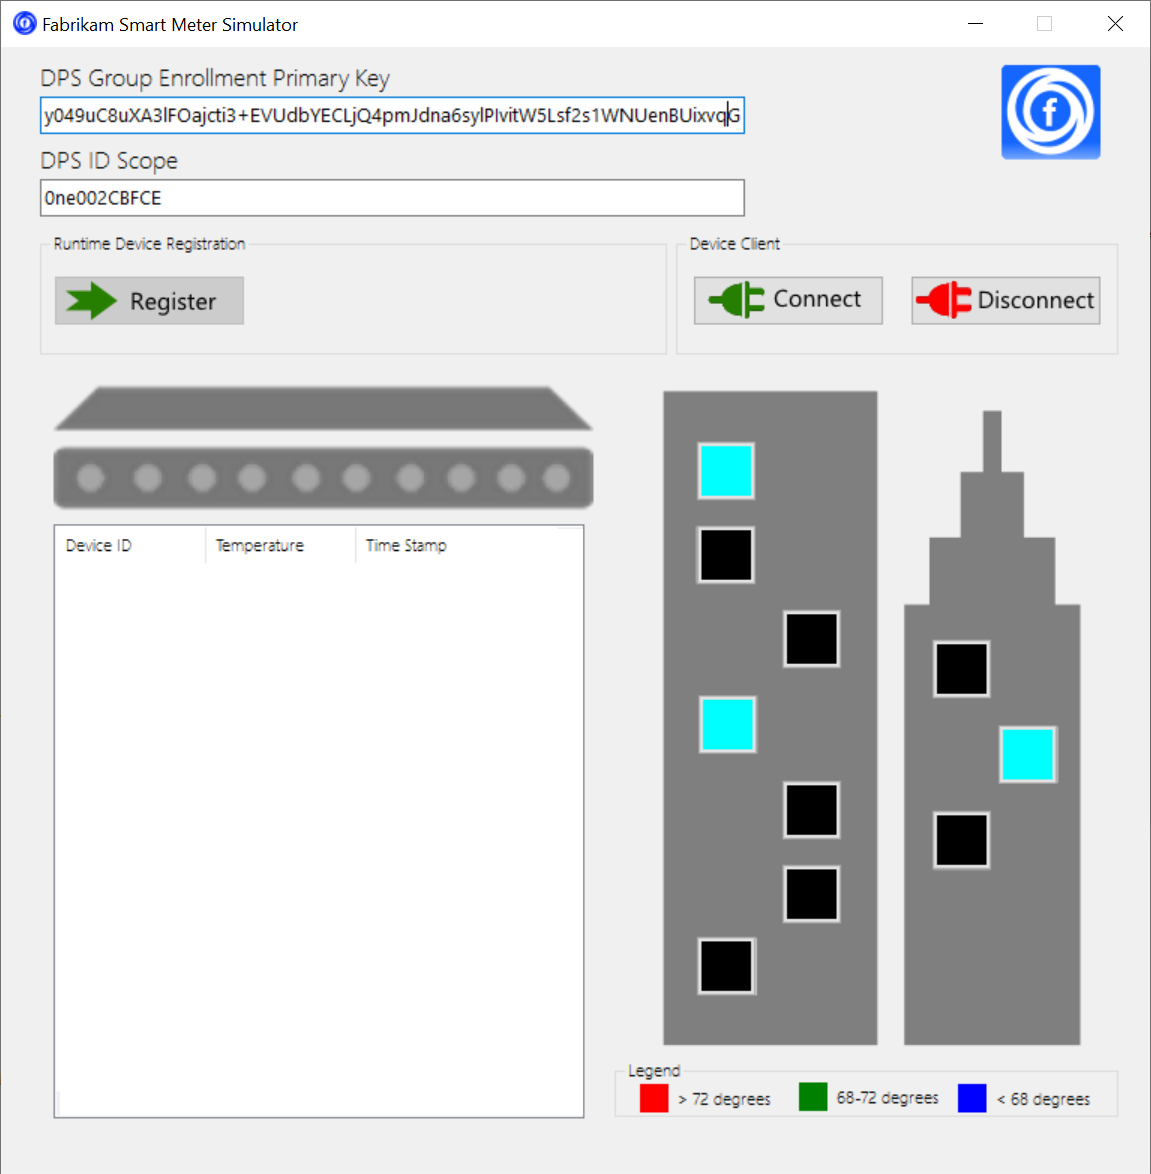 Fabrikam Smart Meter Simulator
DPS Group Enrollment Primary Key
y049uC8uXA3lFOajcti3+EVUdbYECLjQ4pmJdna6sylPIvitW5Lsf2s1WNUenBUixvqG
DPS ID Scope
0ne002CBFCE
Runtime Device Registration
Device Client
Register
Connect
Disconnect
Device ID
Temperature
Time Stamp
Legend
> 72 degrees
68-72 degrees
< 68 degrees